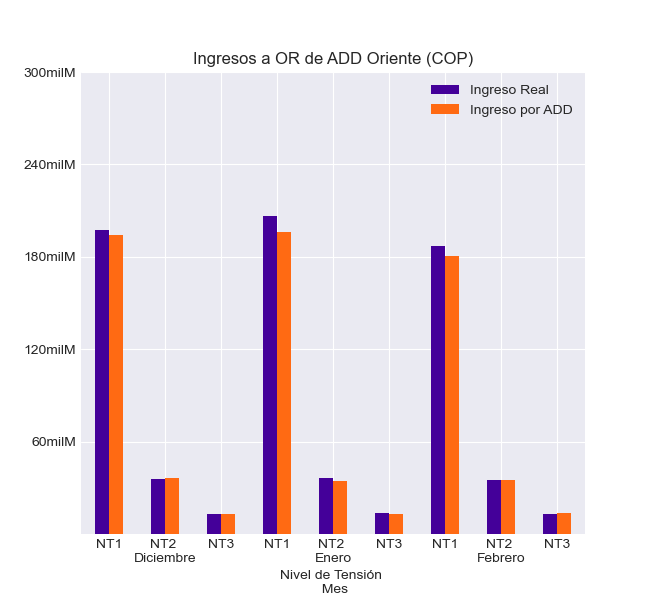 Ingresos a OR de ADD Oriente (COP)
300milM
240milM
180milM
120milM
60milM
Ingreso Real
Ingreso por ADD
NT1 NT2 NT3 NT1 NT2 NT3 NT1 NT2 NT3
Diciembre Enero Febrero
Nivel de Tensión
Mes